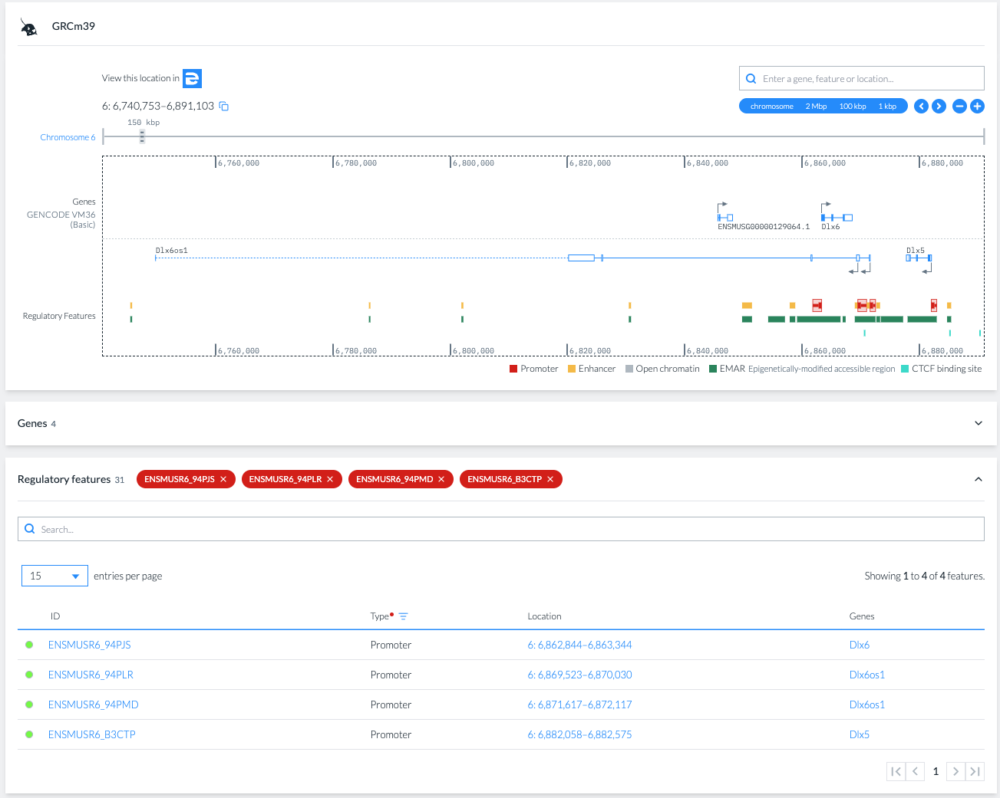 GRCm39
View this location in
Enter a gene, feature or location...
6: 6,740,753–6,891,103
chromosome 2 Mbp 100 kbp 1 kbp
150 kbp
Chromosome 6
6,760,000 6,780,000 6,800,000 6,820,000 6,840,000 6,860,000 6,880,000
Genes
GENCODE VM36
(Basic)
ENSMUSG00000129064.1 Dlx6
Dlx6os1 Dlx5
Regulatory Features
6,760,000 6,780,000 6,800,000 6,820,000 6,840,000 6,860,000 6,880,000
Promoter Enhancer Open chromatin EMAR Epigenetically-modified accessible region CTCF binding site
Genes 4
Regulatory features 31 ENSMUSR6_94PJS ENSMUSR6_94PLR ENSMUSR6_94PMD ENSMUSR6_B3CTP
Search...
15 entries per page Showing 1 to 4 of 4 features.
ID Type Location Genes
ENSMUSR6_94PJS Promoter 6: 6,862,844–6,863,344 Dlx6
ENSMUSR6_94PLR Promoter 6: 6,869,523–6,870,030 Dlx6os1
ENSMUSR6_94PMD Promoter 6: 6,871,617–6,872,117 Dlx6os1
ENSMUSR6_B3CTP Promoter 6: 6,882,058–6,882,575 Dlx5
1